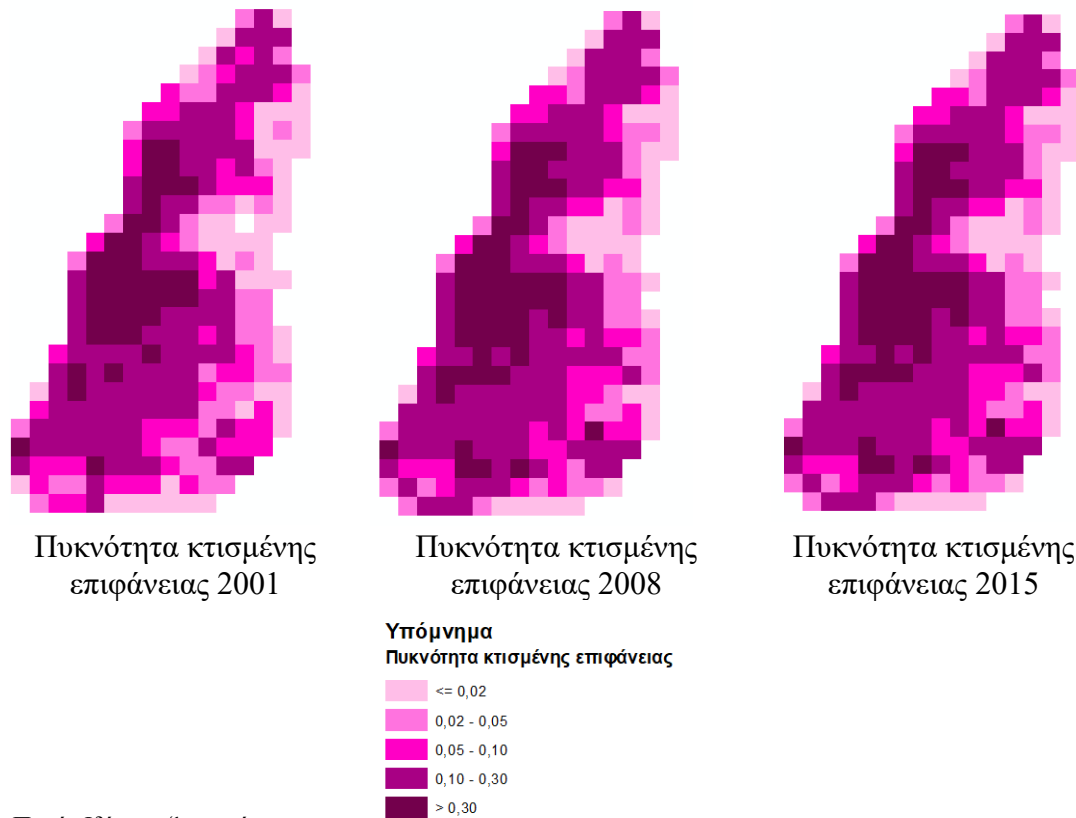 Πυκνότητα κτισμένης
επιφάνειας 2001
Πυκνότητα κτισμένης
επιφάνειας 2008
Πυκνότητα κτισμένης
επιφάνειας 2015
Υπόμνημα
Πυκνότητα κτισμένης επιφάνειας
<= 0,02
0,02 - 0,05
0,05 - 0,10
0,10 - 0,30
> 0,30